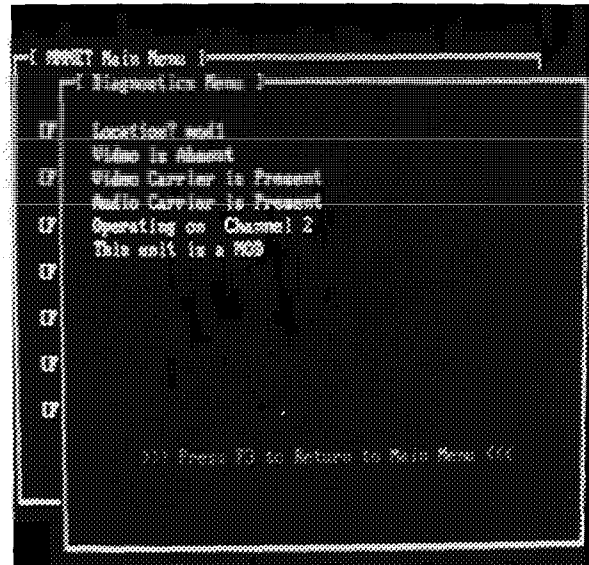 Main Menu
Diagnostics Menu
Location? mod1
Video is Absent
Video Carrier is Present
Audio Carrier is Present
Operating on Channel 2
This unit is a MOD
>>> Press F3 to Return to Main Menu <<<